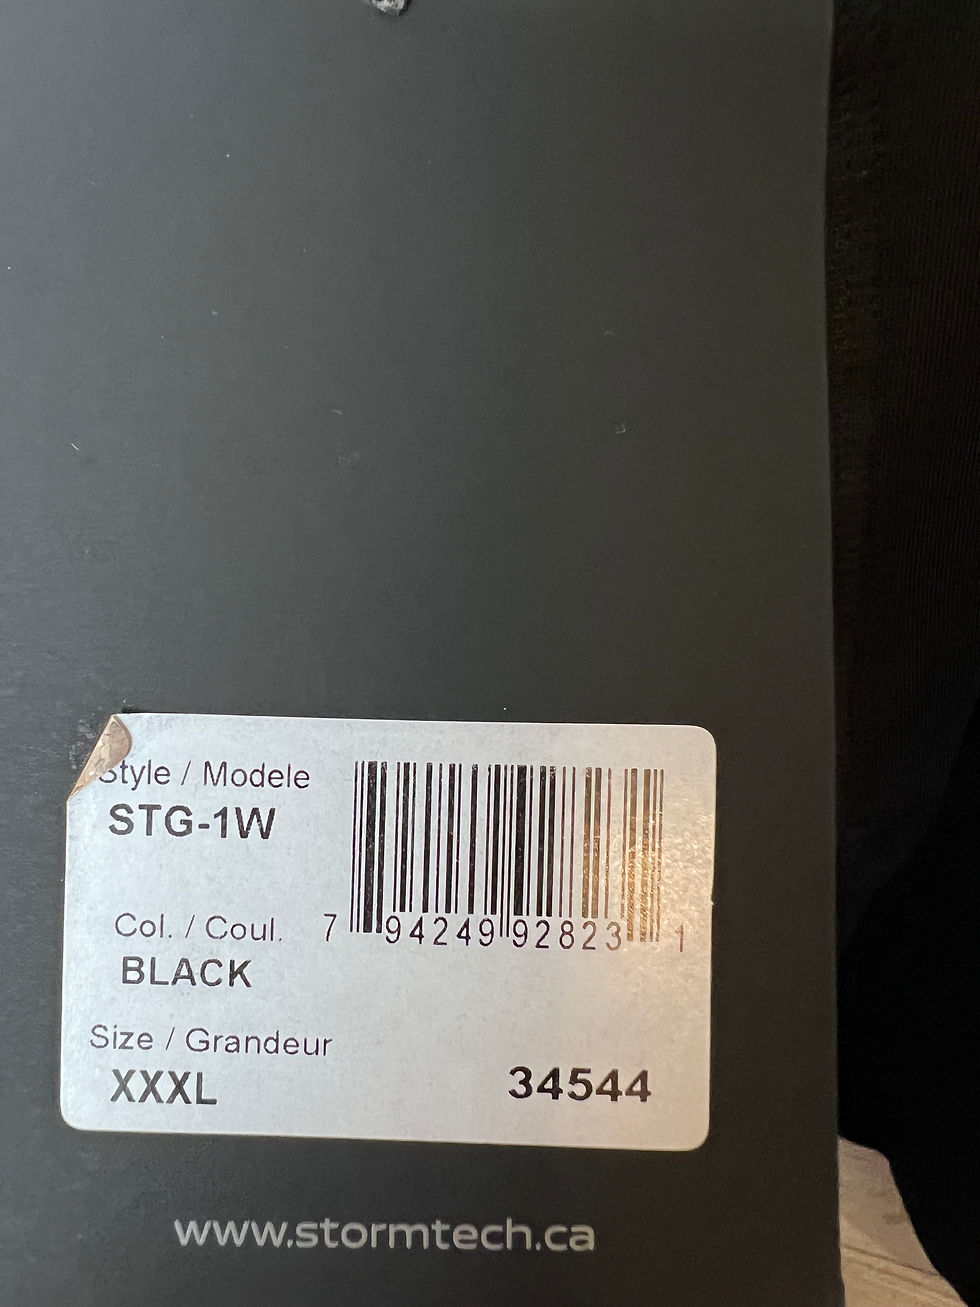 Style / Modele
STG-1W
Col. / Coul.
BLACK
7 94249 92823 1
Size / Grandeur
XXXL
34544
www.stormtech.ca